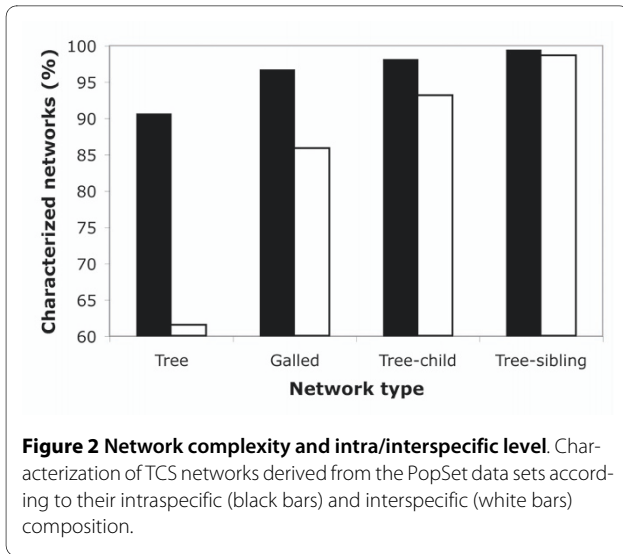 Characterized networks (%)
100
95
90
85
80
75
70
65
60
Tree Galled Tree-child Tree-sibling
Network type
Figure 2 Network complexity and intra/interspecific level. Char-
acterization of TCS networks derived from the PopSet data sets accord-
ing to their intraspecific (black bars) and interspecific (white bars)
composition.